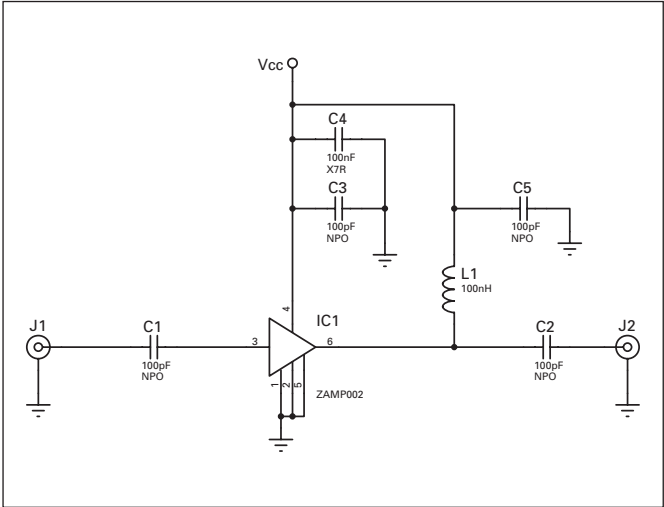 Vcc
C4
100nF
X7R
C3
100pF
NPO
C5
100pF
NPO
L1
100nH
4
IC1
J1
C1
100pF
NPO
3
6
C2
100pF
NPO
J2
1
2
5
ZAMP002